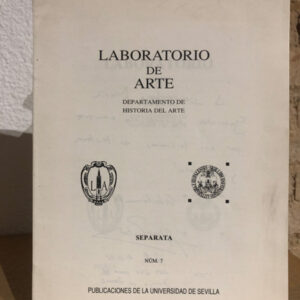 LABORATORIO
DE
ARTE
DEPARTAMENTO DE
HISTORIA DEL ARTE
L A
SEPARATA
NÚM. 7
PUBLICACIONES DE LA UNIVERSIDAD DE SEVILLA